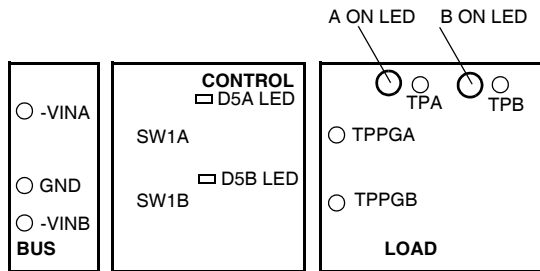 A ON LED B ON LED
CONTROL
D5A LED
TPA TPB
-VINA
SW1A
TPPGA
GND
D5B LED
SW1B
TPPGB
-VINB
BUS
LOAD